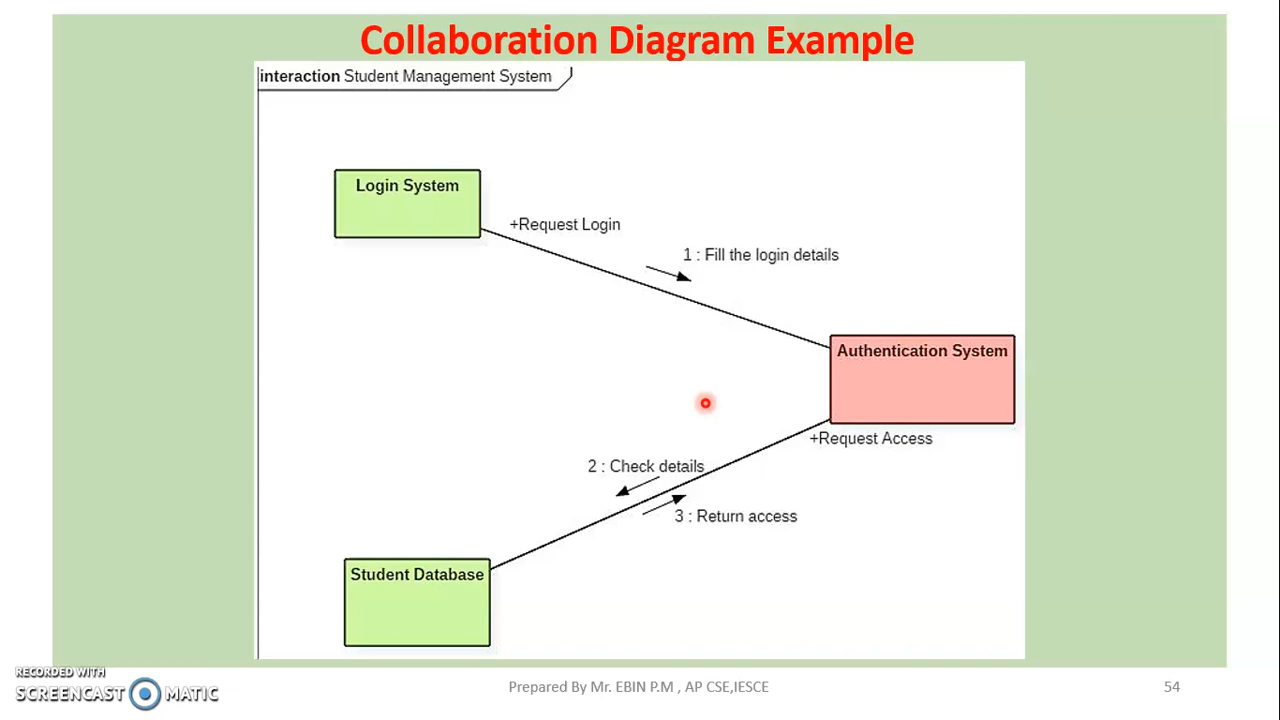 Collaboration Diagram Example
interaction Student Management System
Login System
+Request Login
1 : Fill the login details
Authentication System
+Request Access
2 : Check details
3 : Return access
Student Database
RECORDED WITH
SCREENCAST MATIC
Prepared By Mr. EBIN P.M , AP CSE,IESCE
54